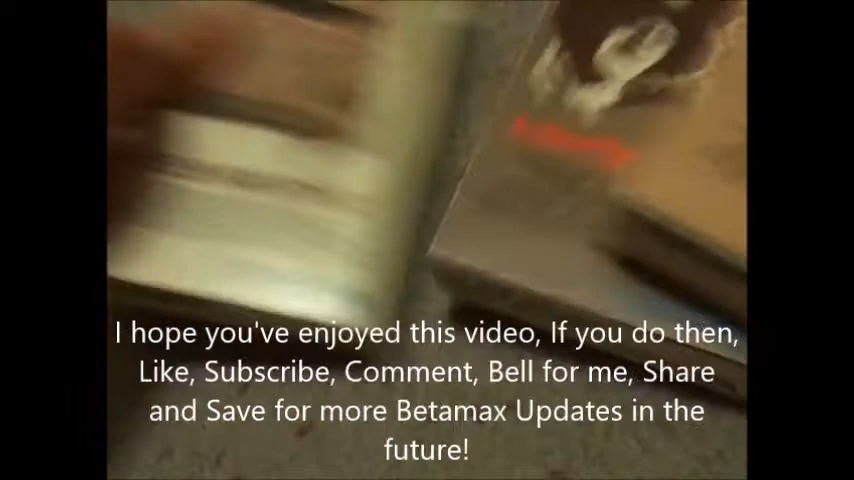 I hope you've enjoyed this video, If you do then,
Like, Subscribe, Comment, Bell for me, Share
and Save for more Betamax Updates in the
future!